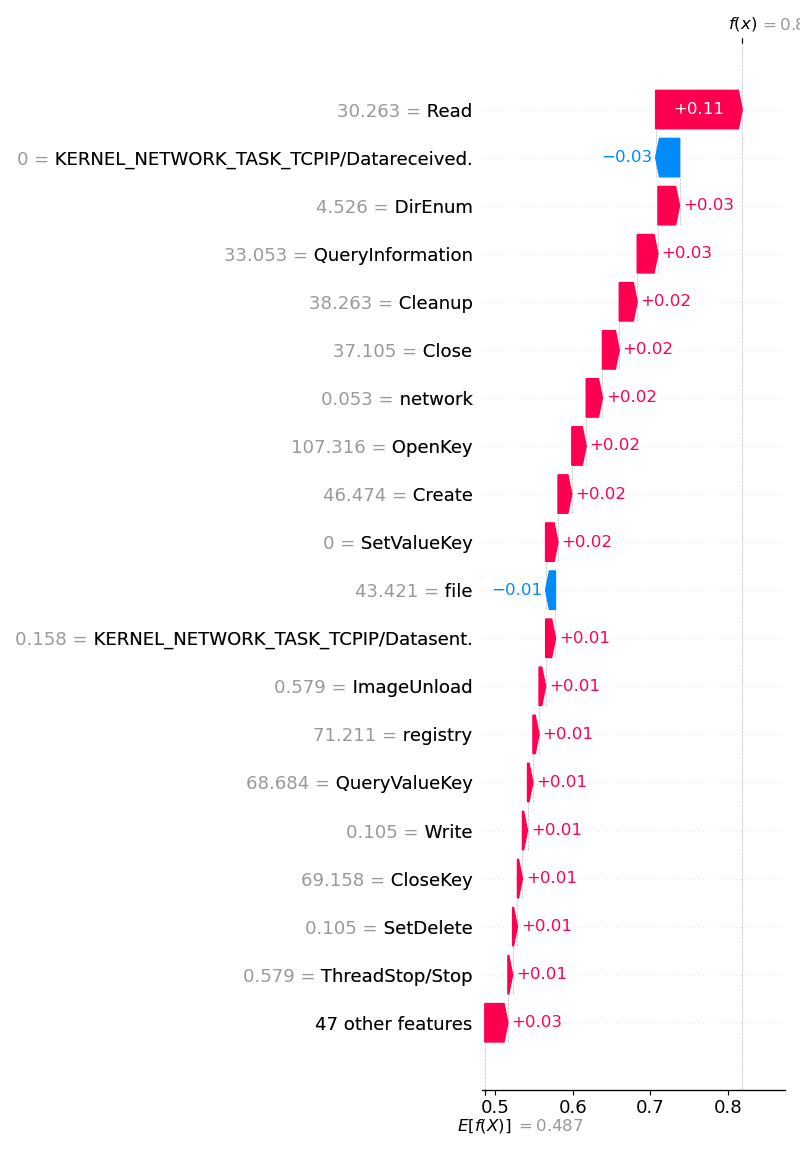 f(x) = 0.8
30.263 = Read +0.11
0 = KERNEL_NETWORK_TASK_TCPIP/Datareceived. −0.03
4.526 = DirEnum +0.03
33.053 = QueryInformation +0.03
38.263 = Cleanup +0.02
37.105 = Close +0.02
0.053 = network +0.02
107.316 = OpenKey +0.02
46.474 = Create +0.02
0 = SetValueKey +0.02
43.421 = file −0.01
0.158 = KERNEL_NETWORK_TASK_TCPIP/Datasent. +0.01
0.579 = ImageUnload +0.01
71.211 = registry +0.01
68.684 = QueryValueKey +0.01
0.105 = Write +0.01
69.158 = CloseKey +0.01
0.105 = SetDelete +0.01
0.579 = ThreadStop/Stop +0.01
47 other features +0.03
0.5 0.6 0.7 0.8
E[f(X)] = 0.487